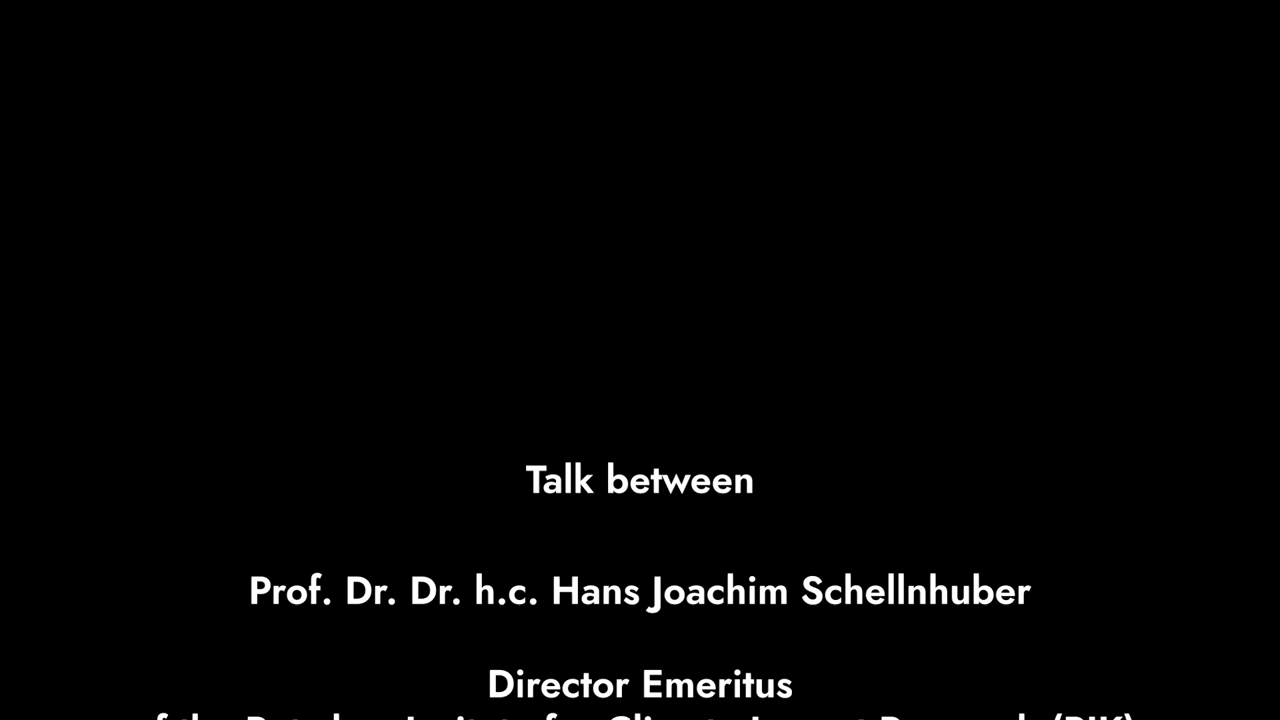 Talk between
Prof. Dr. Dr. h.c. Hans Joachim Schellnhuber
Director Emeritus